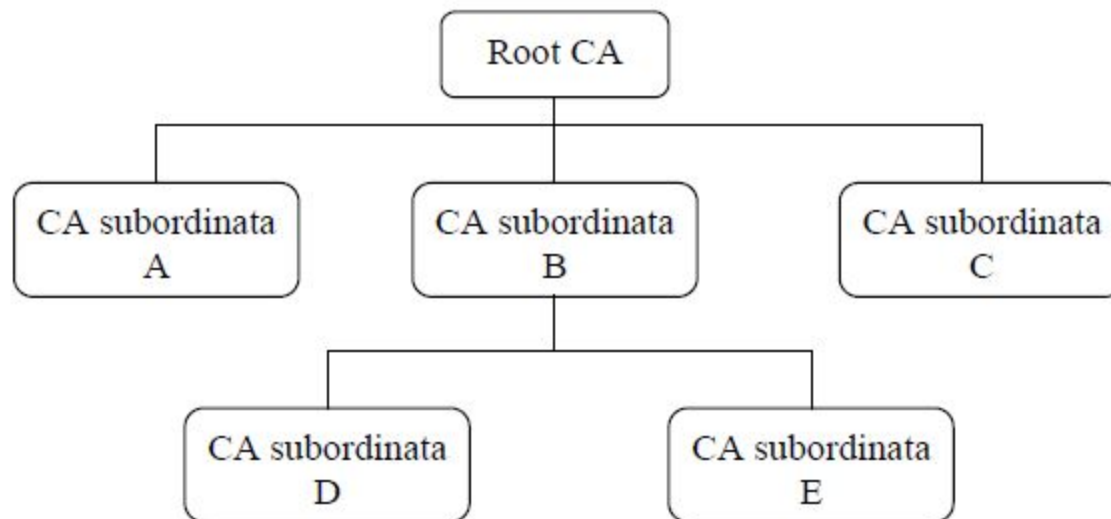 Root CA
CA subordinata
A
CA subordinata
B
CA subordinata
C
CA subordinata
D
CA subordinata
E